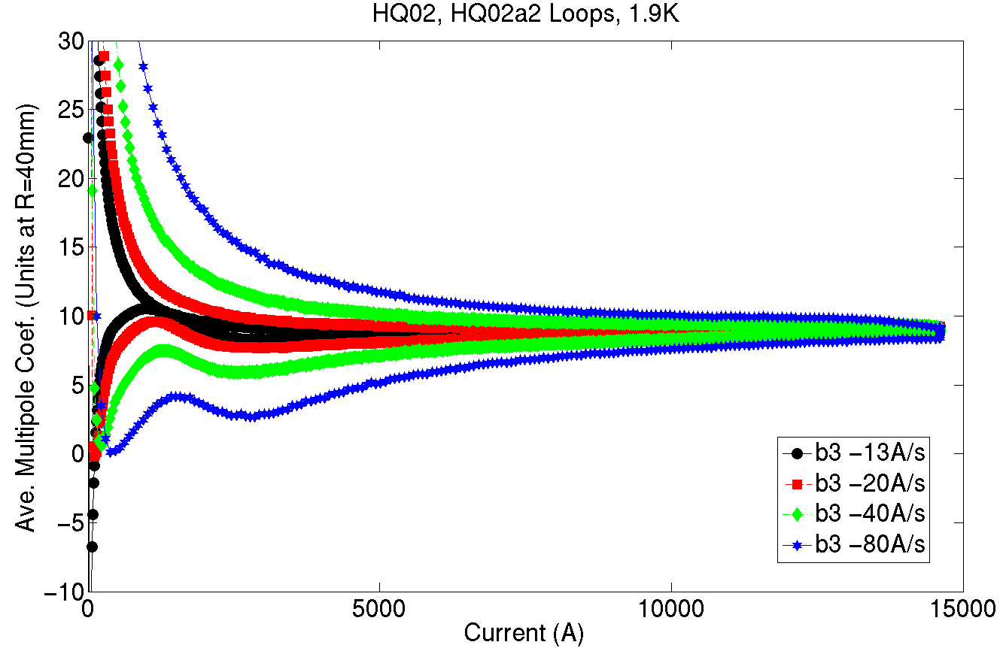 HQ02, HQ02a2 Loops, 1.9K
Ave. Multipole Coef. (Units at R=40mm)
30
25
20
15
10
5
0
−5
−10
0
5000
10000
15000
Current (A)
b3 −13A/s
b3 −20A/s
b3 −40A/s
b3 −80A/s